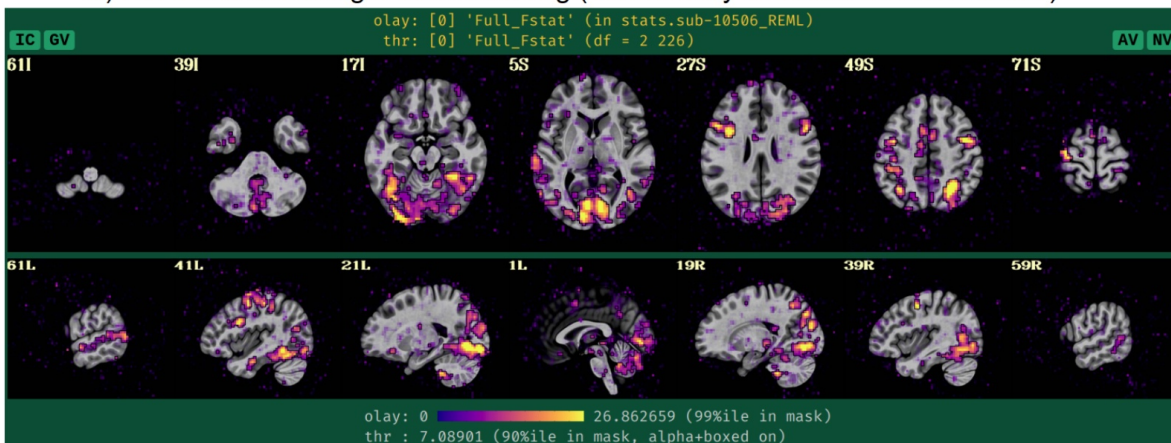 olay: [0] 'Full_Fstat' (in stats.sub-10506_REML)
thr: [0] 'Full_Fstat' (df = 2 226)
IC GV AV NV
61I 39I 17I 5S 27S 49S 71S
61L 41L 21L 1L 19R 39R 59R
olay: 0 26.862659 (99%ile in mask)
thr : 7.08901 (90%ile in mask, alpha+boxed on)